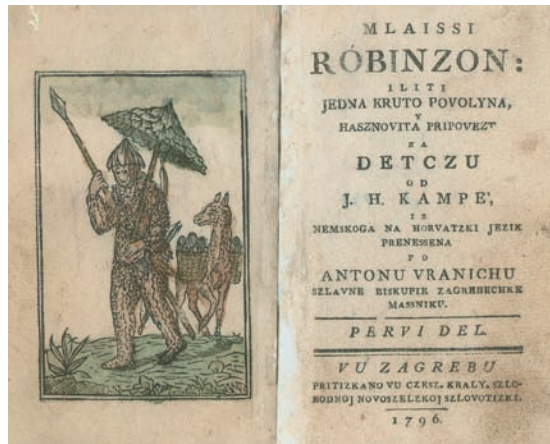 MLAISSI
RÓBINZON:
ILITI
JEDNA KRUTO POVOLYNA,
Y
HASZNOVITA PRIPOVEZT
ZA
DETCZU
OD
J. H. KAMPE',
IZ
NEMSKOGA NA HORVATZKI JEZIK
PRENESSENA
PO
ANTONU VRANICHU
SZLAVNE BISKUPIE ZAGREBECHKE
MASSNIKU.
PERVI DEL.
VU ZAGREBU
PRITIZKANO VU CZESZ. KRALY. SZLO-
BODNOJ NOVOSZELZKOJ SZLOVOTIZKI.
1796.